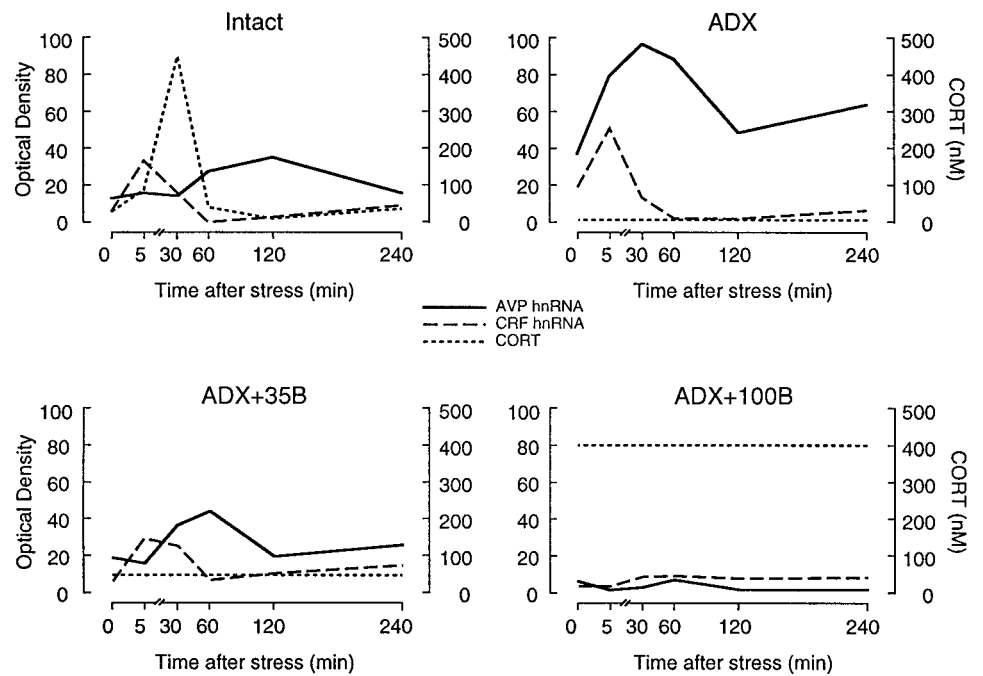 Intact
100
80
60
40
20
0
Optical Density
500
400
300
200
100
0
0 5 30 60 120 240
Time after stress (min)
ADX
100
80
60
40
20
0
500
400
300
200
100
0
CORT (nM)
0 5 30 60 120 240
Time after stress (min)
AVP hnRNA
CRF hnRNA
CORT
ADX+35B
100
80
60
40
20
0
Optical Density
500
400
300
200
100
0
0 5 30 60 120 240
Time after stress (min)
ADX+100B
100
80
60
40
20
0
500
400
300
200
100
0
CORT (nM)
0 5 30 60 120 240
Time after stress (min)